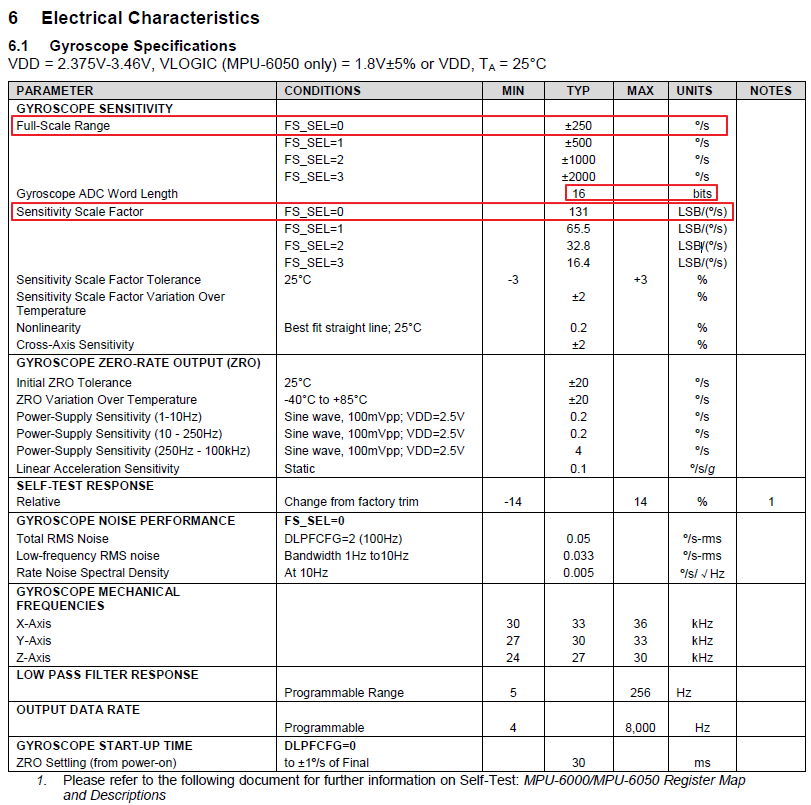 6 Electrical Characteristics
6.1 Gyroscope Specifications
VDD = 2.375V-3.46V, VLOGIC (MPU-6050 only) = 1.8V±5% or VDD, TA = 25°C
PARAMETER CONDITIONS MIN TYP MAX UNITS NOTES
GYROSCOPE SENSITIVITY
Full-Scale Range FS_SEL=0 ±250 º/s
FS_SEL=1 ±500 º/s
FS_SEL=2 ±1000 º/s
FS_SEL=3 ±2000 º/s
Gyroscope ADC Word Length 16 bits
Sensitivity Scale Factor FS_SEL=0 131 LSB/(º/s)
FS_SEL=1 65.5 LSB/(º/s)
FS_SEL=2 32.8 LSB/(º/s)
FS_SEL=3 16.4 LSB/(º/s)
Sensitivity Scale Factor Tolerance 25°C -3 +3 %
Sensitivity Scale Factor Variation Over ±2 %
Temperature
Nonlinearity Best fit straight line; 25°C 0.2 %
Cross-Axis Sensitivity ±2 %
GYROSCOPE ZERO-RATE OUTPUT (ZRO)
Initial ZRO Tolerance 25°C ±20 º/s
ZRO Variation Over Temperature -40°C to +85°C ±20 º/s
Power-Supply Sensitivity (1-10Hz) Sine wave, 100mVpp; VDD=2.5V 0.2 º/s
Power-Supply Sensitivity (10 - 250Hz) Sine wave, 100mVpp; VDD=2.5V 0.2 º/s
Power-Supply Sensitivity (250Hz - 100kHz) Sine wave, 100mVpp; VDD=2.5V 4 º/s
Linear Acceleration Sensitivity Static 0.1 º/s/g
SELF-TEST RESPONSE
Relative Change from factory trim -14 14 % 1
GYROSCOPE NOISE PERFORMANCE FS_SEL=0
Total RMS Noise DLPFCFG=2 (100Hz) 0.05 º/s-rms
Low-frequency RMS noise Bandwidth 1Hz to10Hz 0.033 º/s-rms
Rate Noise Spectral Density At 10Hz 0.005 º/s/ √ Hz
GYROSCOPE MECHANICAL
FREQUENCIES
X-Axis 30 33 36 kHz
Y-Axis 27 30 33 kHz
Z-Axis 24 27 30 kHz
LOW PASS FILTER RESPONSE
Programmable Range 5 256 Hz
OUTPUT DATA RATE
Programmable 4 8,000 Hz
GYROSCOPE START-UP TIME DLPFCFG=0
ZRO Settling (from power-on) to ±1º/s of Final 30 ms
1. Please refer to the following document for further information on Self-Test: MPU-6000/MPU-6050 Register Map
and Descriptions